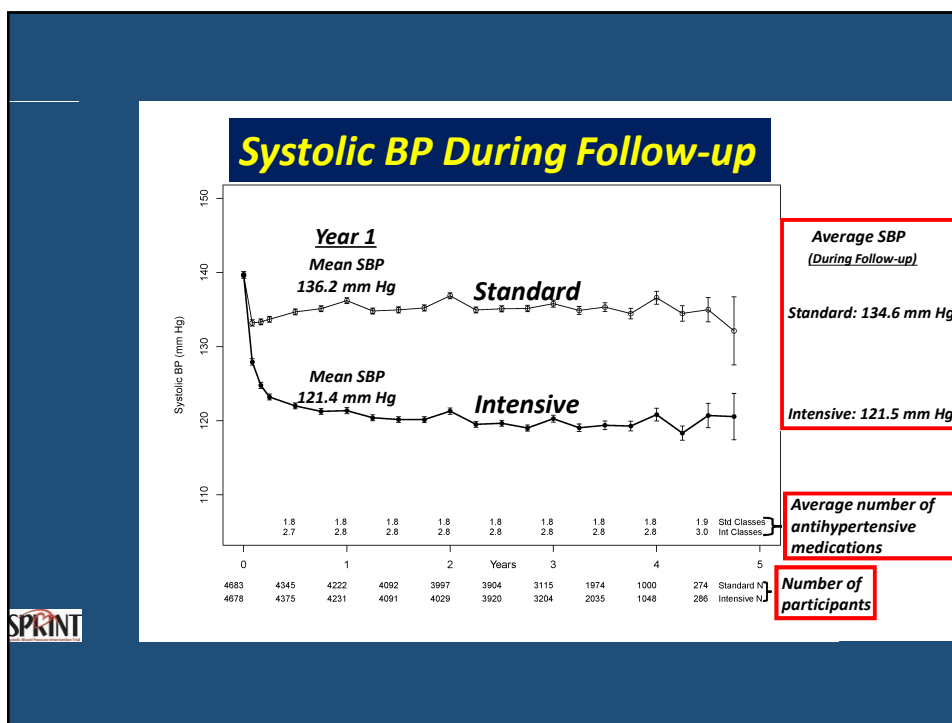 Systolic BP During Follow-up
150
140
130
120
110
Systolic BP (mm Hg)
Year 1
Mean SBP
136.2 mm Hg
Standard
Mean SBP
121.4 mm Hg
Intensive
Average SBP
(During Follow-up)
Standard: 134.6 mm Hg
Intensive: 121.5 mm Hg
1.8 1.8 1.8 1.8 1.8 1.8 1.8 1.8 1.9 Std Classes
2.7 2.8 2.8 2.8 2.8 2.8 2.8 2.8 3.0 Int Classes
Average number of
antihypertensive
medications
0 1 2 Years 3 4 5
4683 4345 4222 4092 3997 3904 3115 1974 1000 274 Standard N
4678 4375 4231 4091 4029 3920 3204 2035 1048 286 Intensive N
Number of
participants
SPRINT
Systolic Blood Pressure Intervention Trial